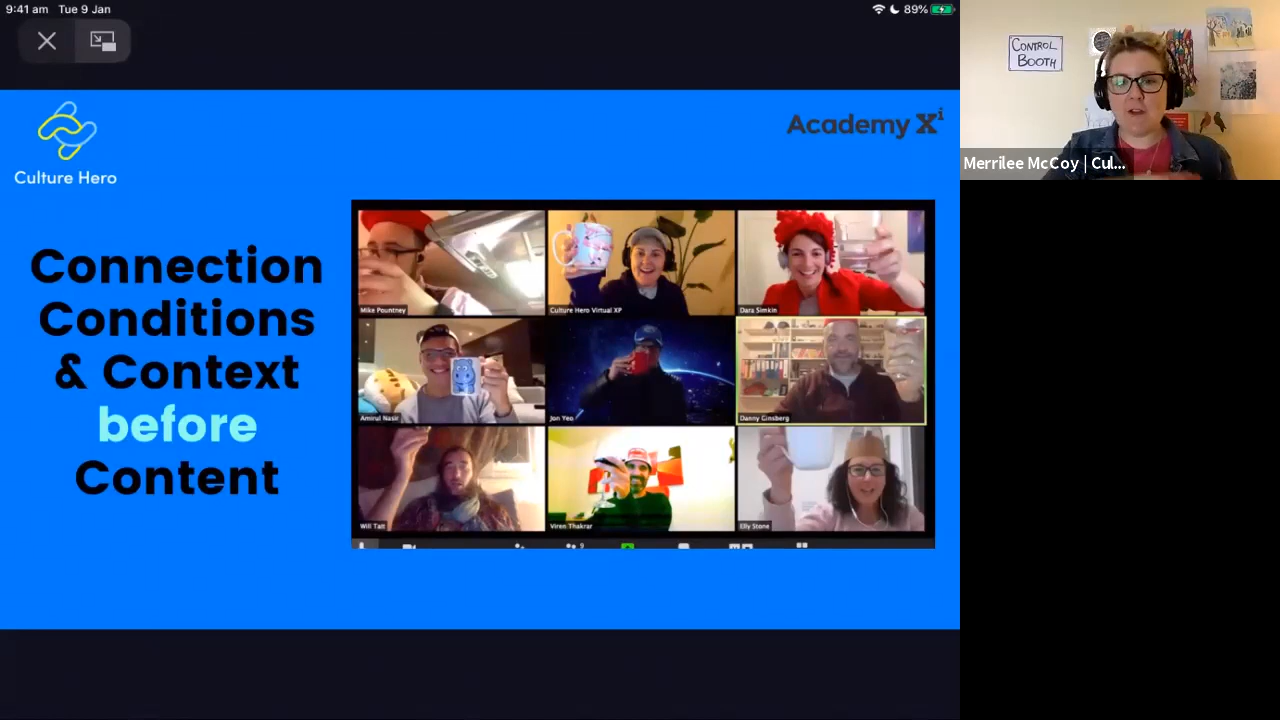 9:41 am Tue 9 Jan
89%
Culture Hero
Academy Xi
Connection
Conditions
& Context
before
Content
Mike Pountney
Culture Hero Virtual XP
Dara Simkin
Amirul Nasir
Jon Yeo
Danny Ginsberg
Will Tait
Viren Thakrar
Elly Stone
9
CONTROL
BOOTH
Merrilee McCoy | Cul...